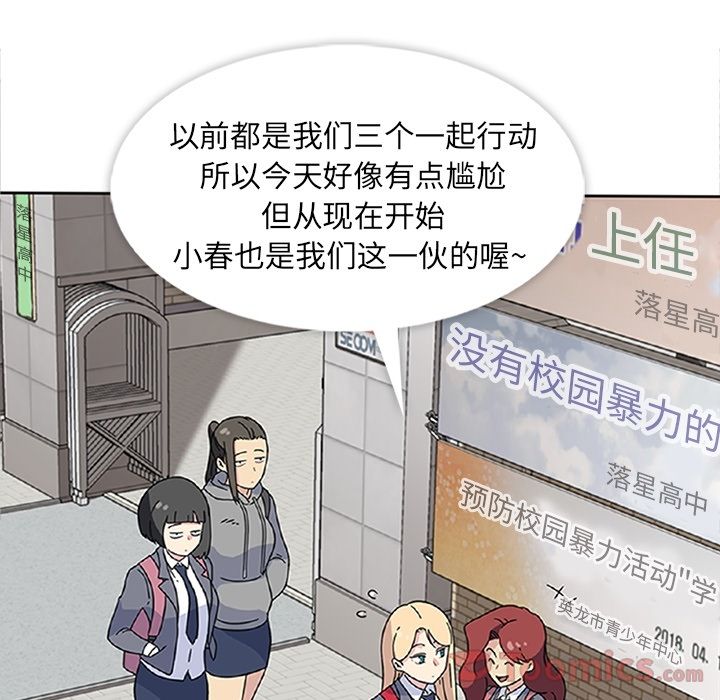 以前都是我们三个一起行动
所以今天好像有点尴尬
但从现在开始
小春也是我们这一伙的喔~
落星高中
上任
落星高中
没有校园暴力的
落星高中
预防校园暴力活动"学
英龙市青少年中心
2018. 04. 1
Toomics.com